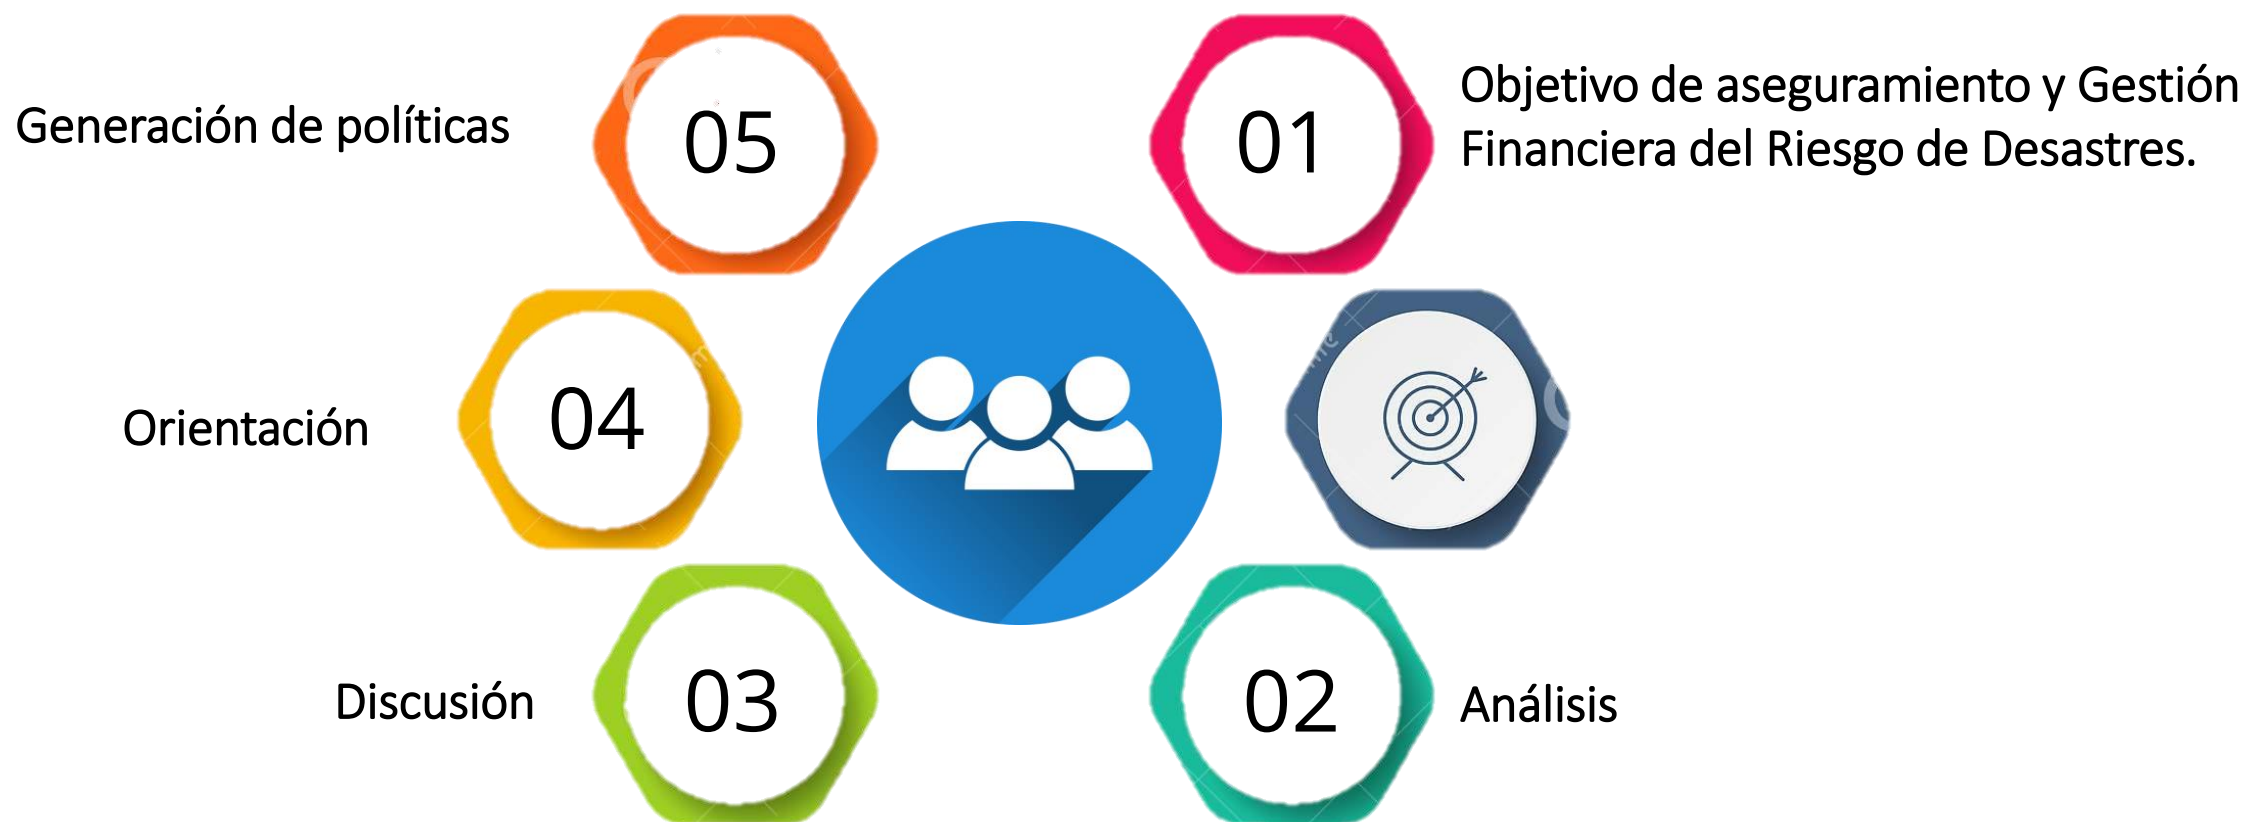 05
01
Objetivo de aseguramiento y Gestión
Financiera del Riesgo de Desastres.
Generación de políticas
04
Orientación
03
Discusión
02
Análisis